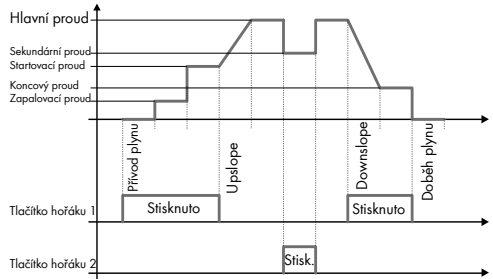 Hlavní proud
Sekundární proud
Startovací proud
Koncový proud
Zapalovací proud
Přívod plynu
Upslope
Downslope
Doběh plynu
Tlačítko hořáku 1
Stisknuto
Stisknuto
Tlačítko hořáku 2
Stisk.